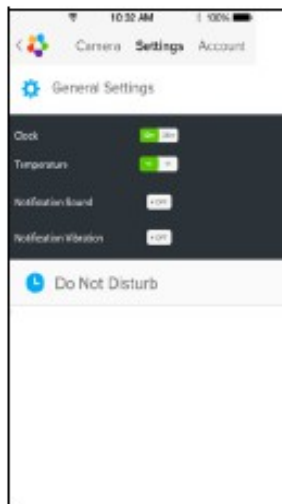 10:32 AM 100%
Camera Settings Account
General Settings
Clock
Temperature
Notification Sound OFF
Notification Vibration OFF
Do Not Disturb